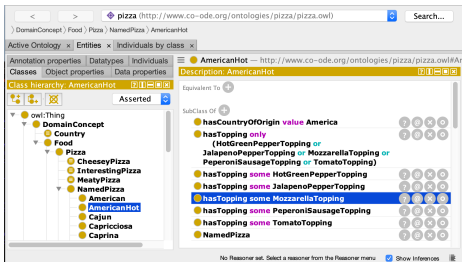 pizza (http://www.co-ode.org/ontologies/pizza/pizza.owl)
Search...
DomainConcept 〉Food 〉Pizza 〉NamedPizza 〉AmericanHot
Active Ontology × Entities × Individuals by class ×
Annotation properties Datatypes Individuals
Classes Object properties Data properties
Class hierarchy: AmericanHot
Asserted
owl:Thing
DomainConcept
Country
Food
Pizza
CheeseyPizza
InterestingPizza
MeatyPizza
NamedPizza
American
AmericanHot
Cajun
Capricciosa
Caprina
AmericanHot — http://www.co-ode.org/ontologies/pizza/pizza.owl#Ar
Description: AmericanHot
Equivalent To
SubClass Of
hasCountryOfOrigin value America
hasTopping only
(HotGreenPepperTopping or
JalapenoPepperTopping or MozzarellaTopping or
PeperoniSausageTopping or TomatoTopping)
hasTopping some HotGreenPepperTopping
hasTopping some JalapenoPepperTopping
hasTopping some MozzarellaTopping
hasTopping some PeperoniSausageTopping
hasTopping some TomatoTopping
NamedPizza
No Reasoner set. Select a reasoner from the Reasoner menu
Show Inferences